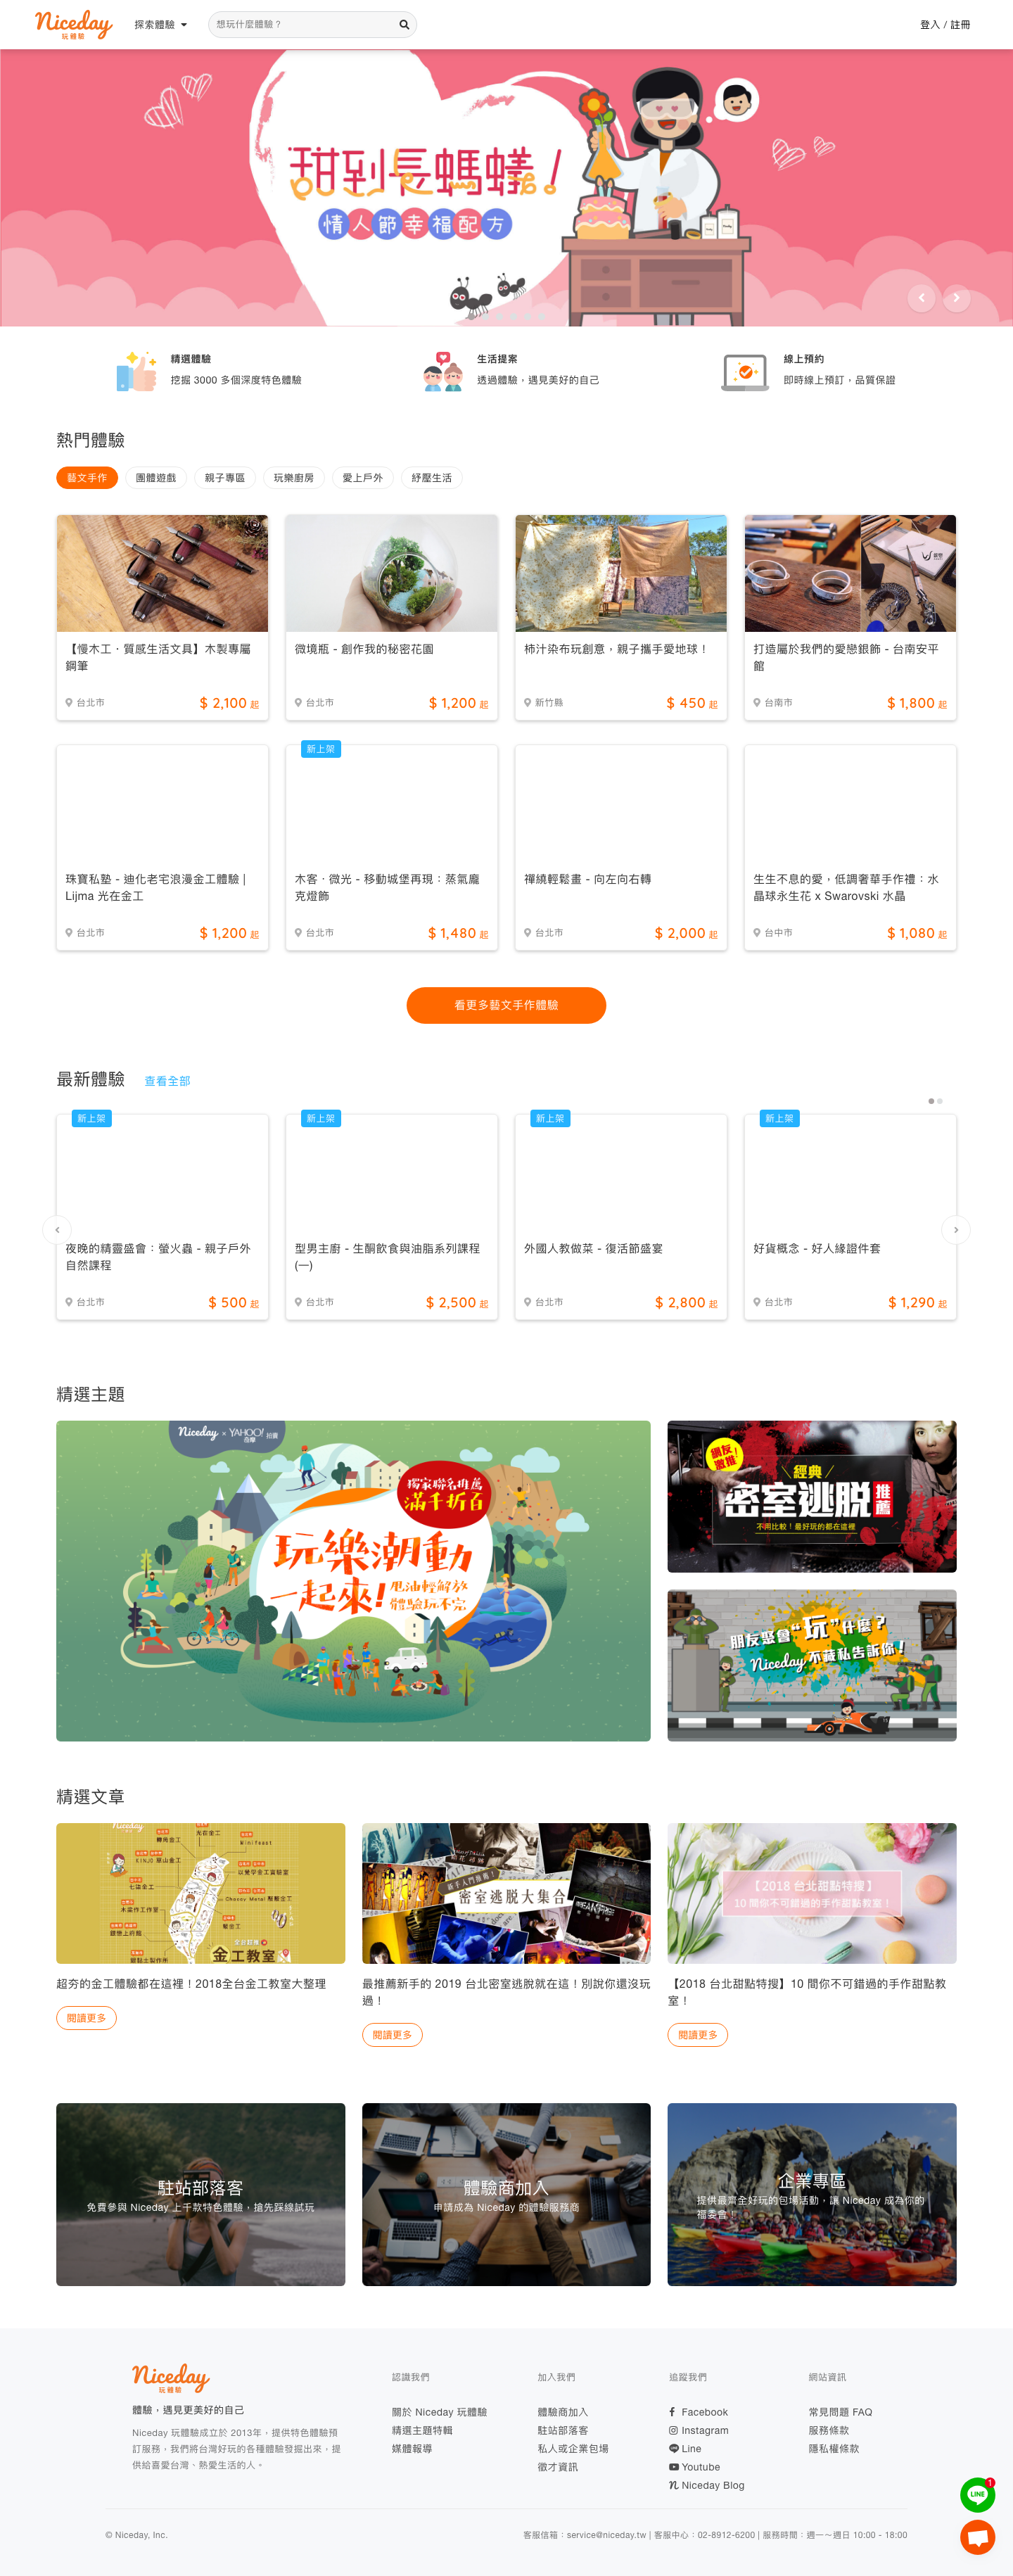 Niceday
玩體驗
探索體驗
想玩什麼體驗?
登入 / 註冊
甜到長螞蟻!
情人節幸福配方
精選體驗
挖掘 3000 多個深度特色體驗
生活提案
透過體驗,遇見美好的自己
線上預約
即時線上預訂,品質保證
熱門體驗
藝文手作
團體遊戲
親子專區
玩樂廚房
愛上戶外
紓壓生活
【慢木工.質感生活文具】木製專屬
鋼筆
台北市
$ 2,100 起
微境瓶 - 創作我的秘密花園
台北市
$ 1,200 起
柿汁染布玩創意,親子攜手愛地球!
新竹縣
$ 450 起
打造屬於我們的愛戀銀飾 - 台南安平
館
台南市
$ 1,800 起
珠寶私塾 - 迪化老宅浪漫金工體驗 |
Lijma 光在金工
台北市
$ 1,200 起
新上架
木客.微光 - 移動城堡再現:蒸氣龐
克燈飾
台北市
$ 1,480 起
禪繞輕鬆畫 - 向左向右轉
台北市
$ 2,000 起
生生不息的愛,低調奢華手作禮:水
晶球永生花 x Swarovski 水晶
台中市
$ 1,080 起
看更多藝文手作體驗
最新體驗
查看全部
新上架
夜晚的精靈盛會:螢火蟲 - 親子戶外
自然課程
台北市
$ 500 起
新上架
型男主廚 - 生酮飲食與油脂系列課程
(一)
台北市
$ 2,500 起
新上架
外國人教做菜 - 復活節盛宴
台北市
$ 2,800 起
新上架
好貨概念 - 好人緣證件套
台北市
$ 1,290 起
精選主題
Niceday × YAHOO! 奇摩 拍賣
獨家聯名推薦
滿千折百
玩樂潮動
一起來!
甩油輕解放
體驗玩不完
網友!
激推
經典
密室逃脫
推薦
不用比較!最好玩的都在這裡
朋友聚會“玩”什麼?
Niceday 不藏私告訴你!
精選文章
Niceday
金工教室
超夯的金工體驗都在這裡!2018全台金工教室大整理
閱讀更多
新手入門推薦!
密室逃脱大集合
最推薦新手的 2019 台北密室逃脫就在這!別說你還沒玩
過!
閱讀更多
【2018 台北甜點特搜】
10 間你不可錯過的手作甜點教室!
【2018 台北甜點特搜】10 間你不可錯過的手作甜點教
室!
閱讀更多
駐站部落客
免費參與 Niceday 上千款特色體驗,搶先踩線試玩
體驗商加入
申請成為 Niceday 的體驗服務商
企業專區
提供最齊全好玩的包場活動,讓 Niceday 成為你的
福委會!
Niceday
玩體驗
體驗,遇見更美好的自己
Niceday 玩體驗成立於 2013年,提供特色體驗預
訂服務,我們將台灣好玩的各種體驗發掘出來,提
供給喜愛台灣、熱愛生活的人。
認識我們
關於 Niceday 玩體驗
精選主題特輯
媒體報導
加入我們
體驗商加入
駐站部落客
私人或企業包場
徵才資訊
追蹤我們
Facebook
Instagram
Line
Youtube
Niceday Blog
網站資訊
常見問題 FAQ
服務條款
隱私權條款
LINE
1
© Niceday, Inc.
客服信箱:service@niceday.tw | 客服中心:02-8912-6200 | 服務時間:週一～週日 10:00 - 18:00